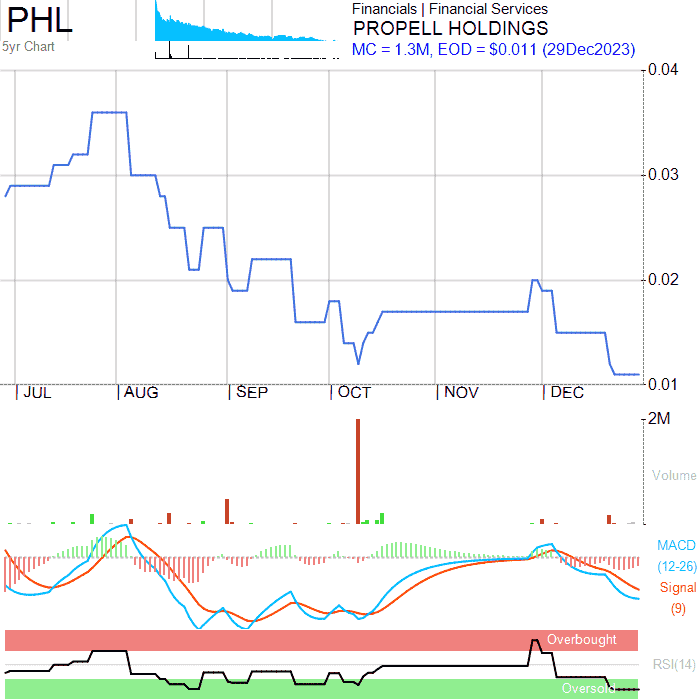 PHL
5yr Chart
Financials | Financial Services
PROPELL HOLDINGS
MC = 1.3M, EOD = $0.011 (29Dec2023)
0.04
0.03
0.02
0.01
JUL AUG SEP OCT NOV DEC
2M
Volume
MACD
(12-26)
Signal
(9)
Overbought
RSI(14)
Oversold